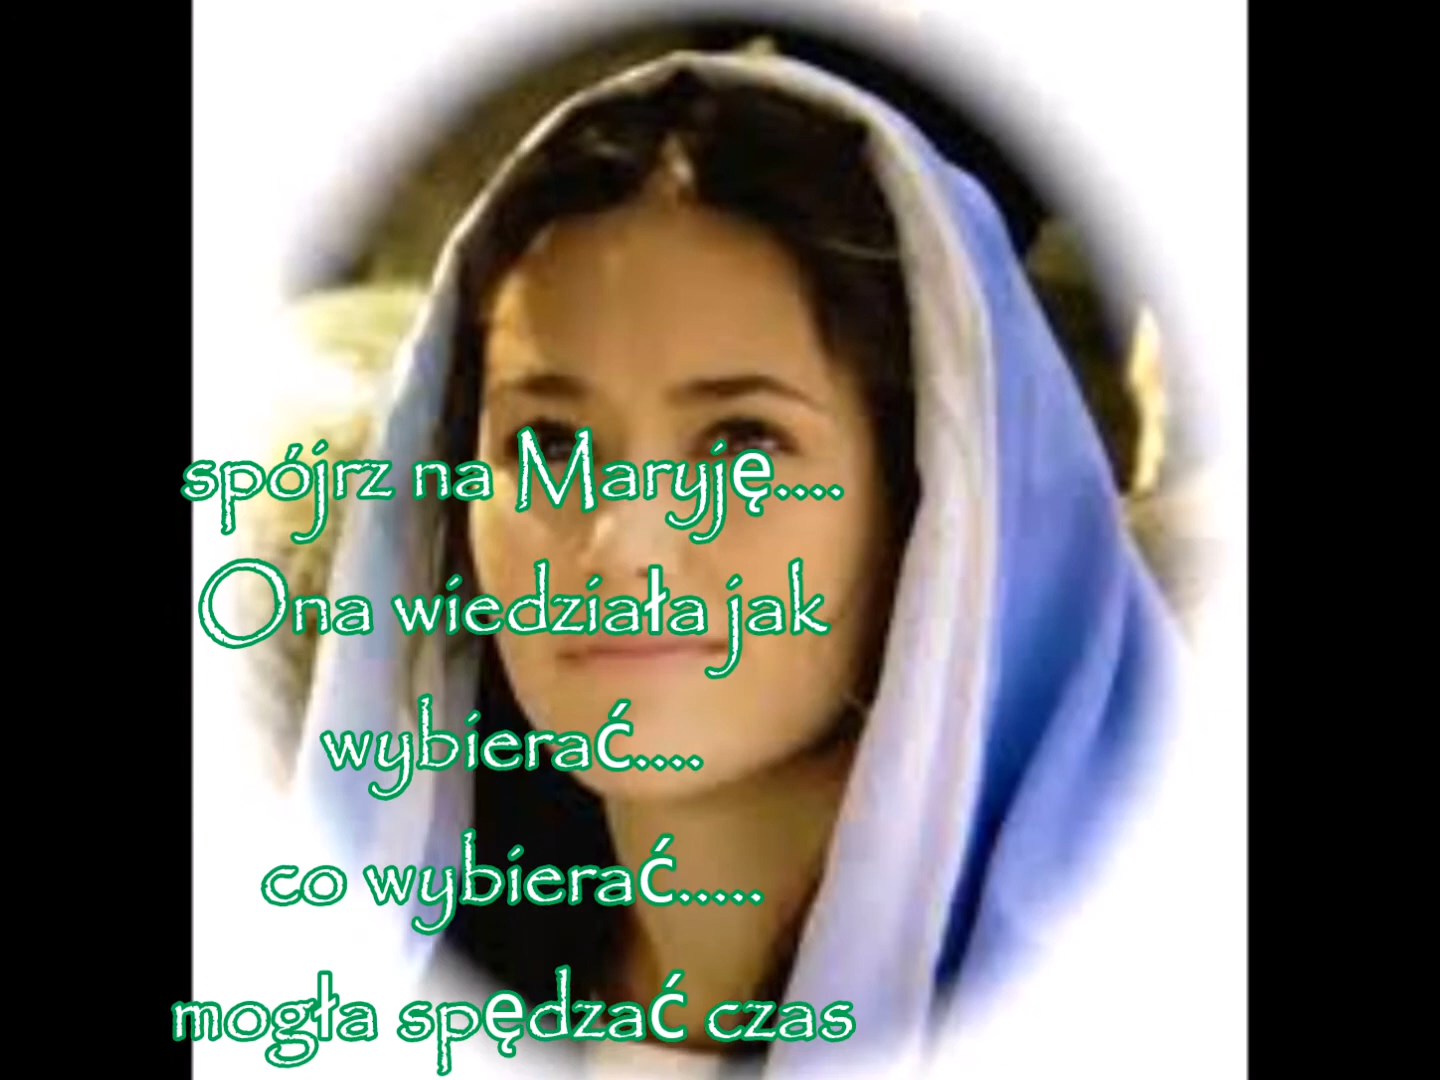 spójrz na Maryję....
Ona wiedziała jak
wybierać....
co wybierać.....
mogła spędzać czas